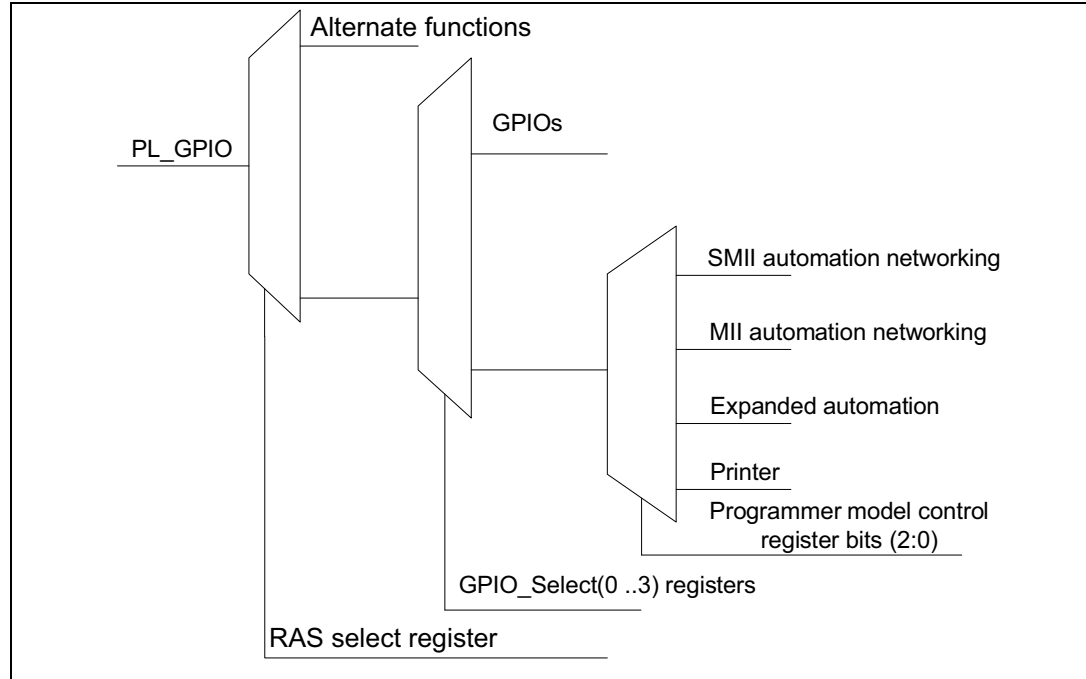 Alternate functions
GPIOs
PL_GPIO
SMII automation networking
MII automation networking
Expanded automation
Printer
Programmer model control
register bits (2:0)
GPIO_Select(0 ..3) registers
RAS select register